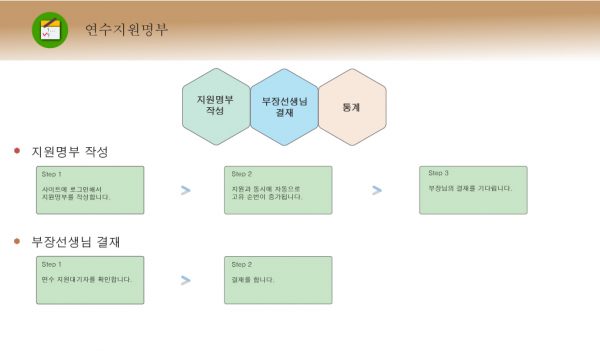 연수지원명부
지원명부
작성
부장선생님
결재
통계
지원명부 작성
Step 1
사이트에 로그인해서
지원명부를 작성합니다.
>
Step 2
지원과 동시에 자동으로
고유 순번이 증가됩니다.
>
Step 3
부장님의 결재를 기다립니다.
부장선생님 결재
Step 1
연수 지원대기자를 확인합니다.
>
Step 2
결재를 합니다.